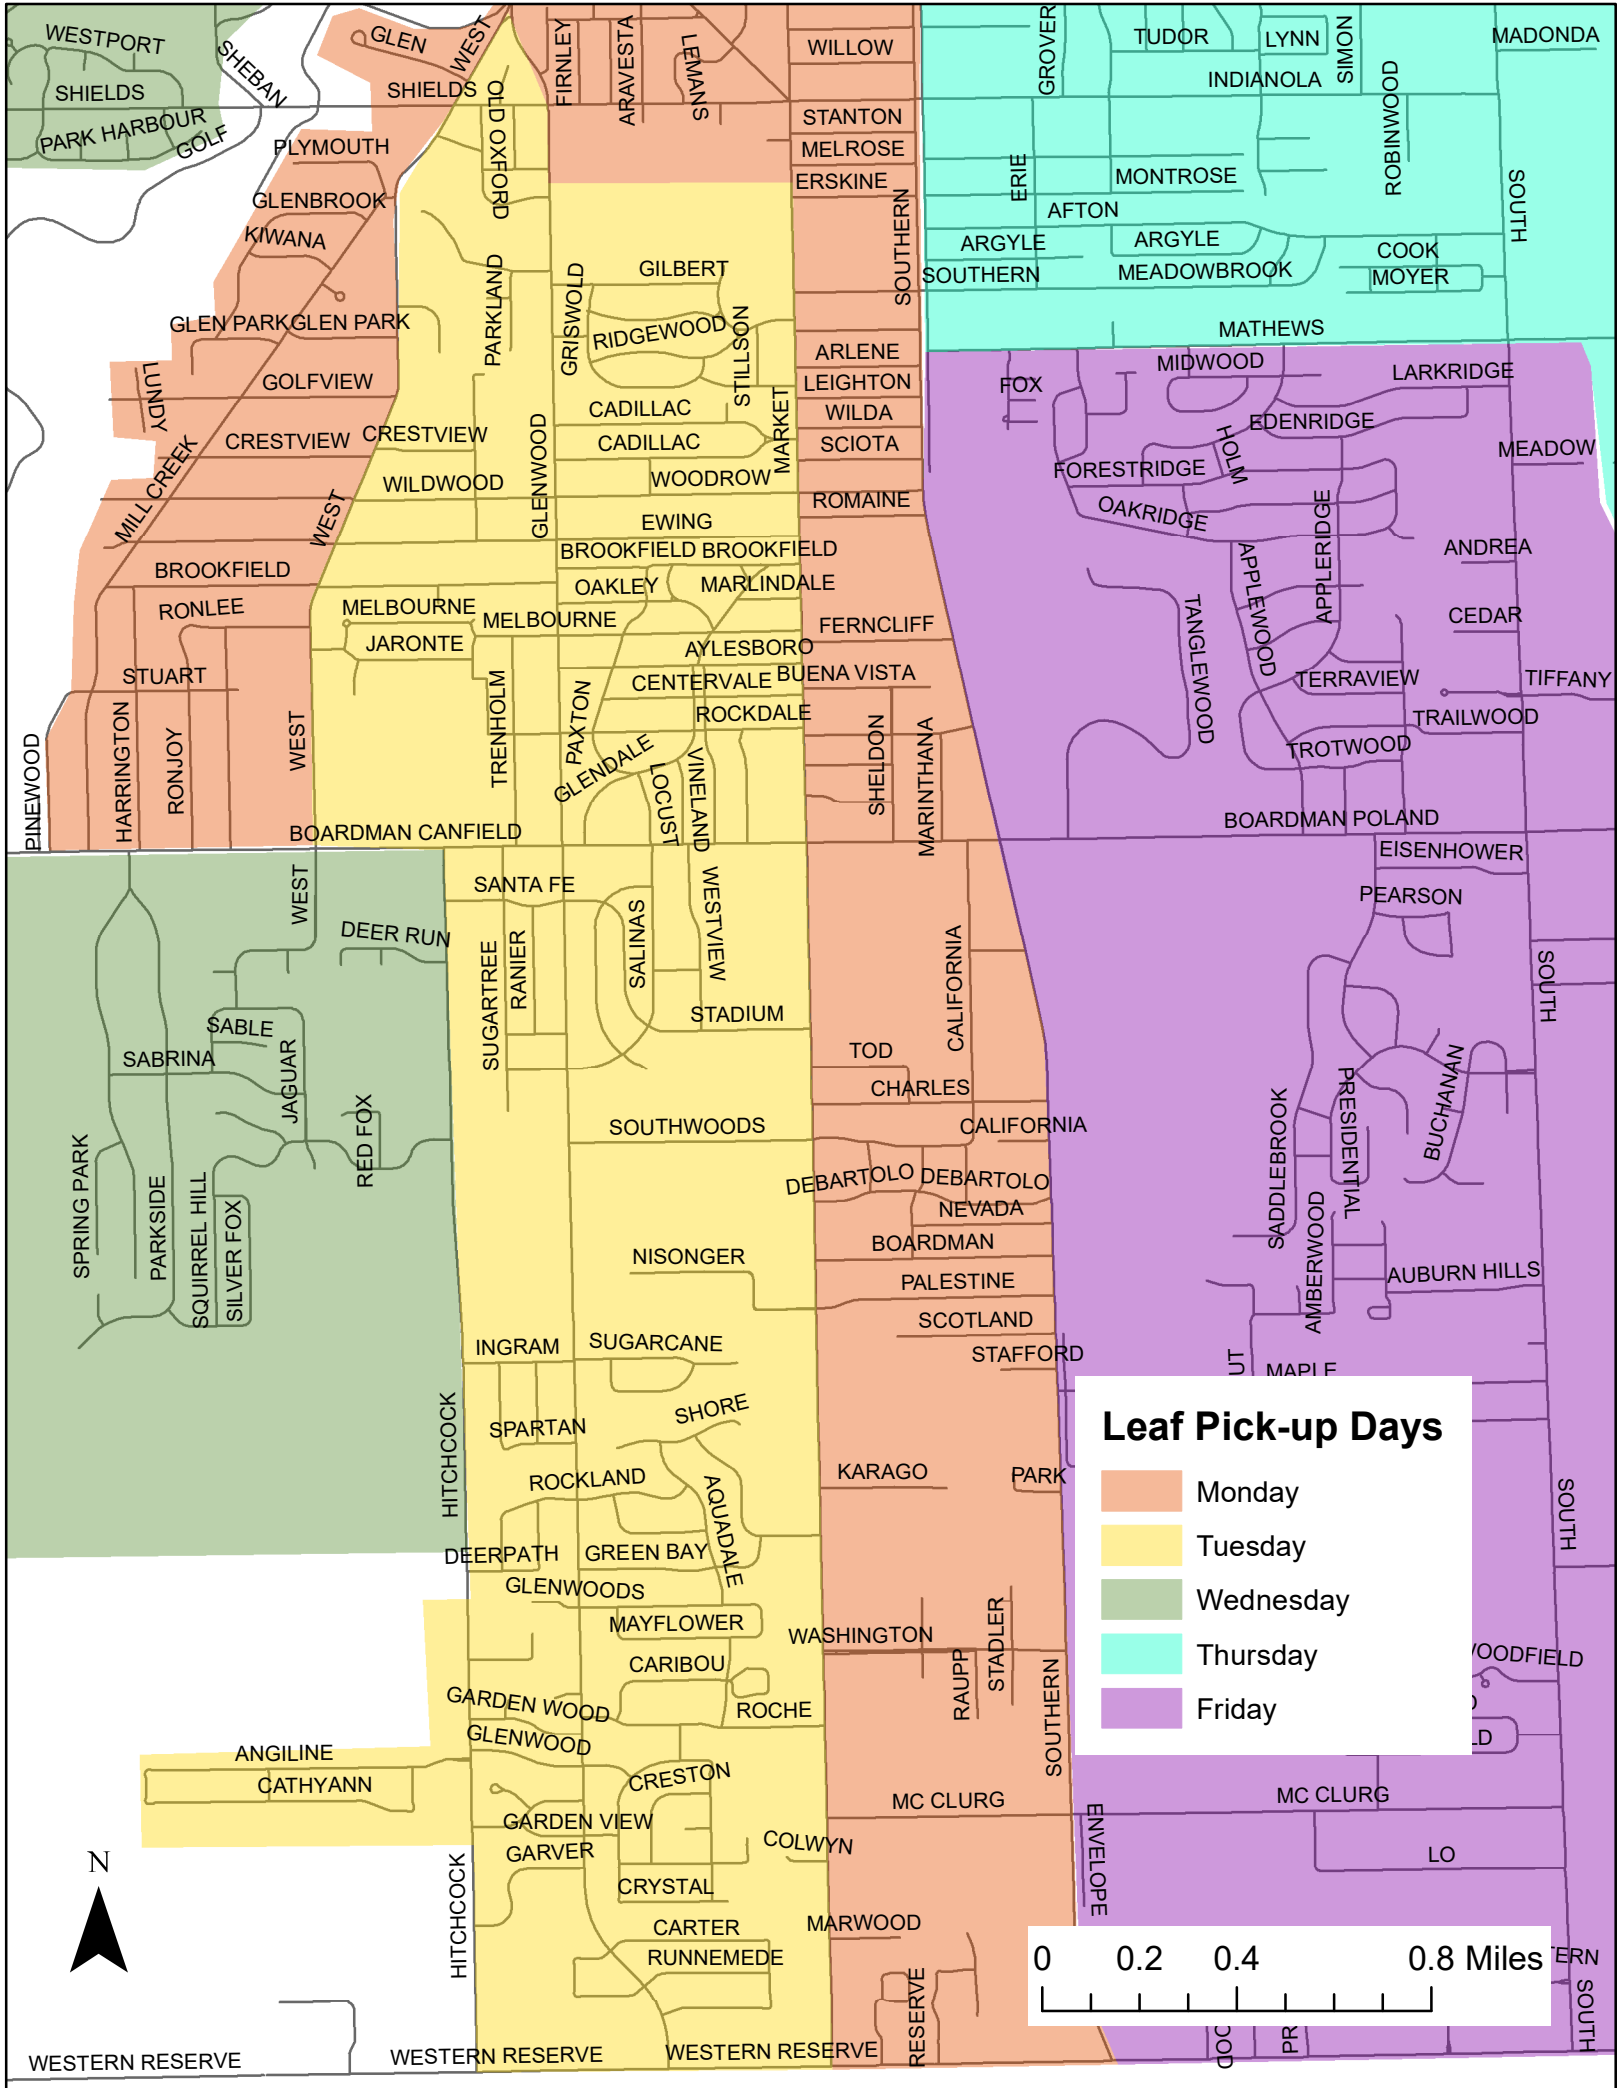 WESTPORT
SHEBAN
GLEN
WEST
FIRNLEY
ARAVESTA
LEMANS
WILLOW
GROVER
TUDOR
LYNN
SIMON
MADONDA
SHIELDS
SHIELDS
OLD OXFORD
INDIANOLA
ROBINWOOD
PARK HARBOUR
GOLF
STANTON
PLYMOUTH
MELROSE
ERSKINE
ERIE
MONTROSE
SOUTH
GLENBROOK
KIWANA
SOUTHERN
AFTON
ARGYLE
ARGYLE
COOK
PARKLAND
GRISWOLD
GILBERT
SOUTHERN
MEADOWBROOK
MOYER
GLEN PARK
GLEN PARK
RIDGEWOOD
STILLSON
MATHEWS
ARLENE
MIDWOOD
LUNDY
GOLFVIEW
LEIGHTON
FOX
LARKRIDGE
CADILLAC
MARKET
WILDA
EDENRIDGE
CRESTVIEW
CRESTVIEW
GLENWOOD
CADILLAC
SCIOTA
HOLM
MEADOW
MILL CREEK
WILDWOOD
WOODROW
FORESTRIDGE
WEST
ROMAINE
OAKRIDGE
APPLERIDGE
EWING
BROOKFIELD
BROOKFIELD
ANDREA
BROOKFIELD
OAKLEY
MARLINDALE
APPLEWOOD
RONLEE
MELBOURNE
MELBOURNE
FERNCLIFF
TANGLEWOOD
CEDAR
JARONTE
AYLESBORO
STUART
CENTERVALE
BUENA VISTA
TERRAVIEW
TIFFANY
TRENHOLM
PAXTON
ROCKDALE
TRAILWOOD
PINEWOOD
HARRINGTON
RONJOY
WEST
GLENDALE
LOCUST
VINELAND
SHELDON
MARINTHANA
TROTWOOD
BOARDMAN CANFIELD
BOARDMAN POLAND
EISENHOWER
WEST
SANTA FE
WESTVIEW
PEARSON
DEER RUN
SUGARTREE
RANIER
SALINAS
CALIFORNIA
SOUTH
SABLE
STADIUM
SABRINA
JAGUAR
TOD
CHARLES
PRESIDENTIAL
BUCHANAN
SADDLEBROOK
RED FOX
SOUTHWOODS
CALIFORNIA
SPRING PARK
PARKSIDE
SQUIRREL HILL
SILVER FOX
DEBARTOLO
DEBARTOLO
NEVADA
AMBERWOOD
NISONGER
BOARDMAN
PALESTINE
AUBURN HILLS
SCOTLAND
INGRAM
SUGARCANE
STAFFORD
UT
MAPLE
HITCHCOCK
SPARTAN
SHORE
Leaf Pick-up Days
ROCKLAND
AQUADALE
KARAGO
PARK
Monday
SOUTH
Tuesday
DEERPATH
GREEN BAY
GLENWOODS
Wednesday
MAYFLOWER
WASHINGTON
STADLER
Thursday
OODFIELD
CARIBOU
RAUPP
SOUTHERN
GARDEN WOOD
ROCHE
Friday
LD
GLENWOOD
ANGILINE
CATHYANN
CRESTON
MC CLURG
MC CLURG
GARDEN VIEW
COLWYN
ENVELOPE
GARVER
LO
N
HITCHCOCK
CRYSTAL
CARTER
MARWOOD
RUNNEMEDE
RESERVE
0 0.2 0.4 0.8 Miles
TERN
SOUTH
OOD
PR
WESTERN RESERVE
WESTERN RESERVE
WESTERN RESERVE